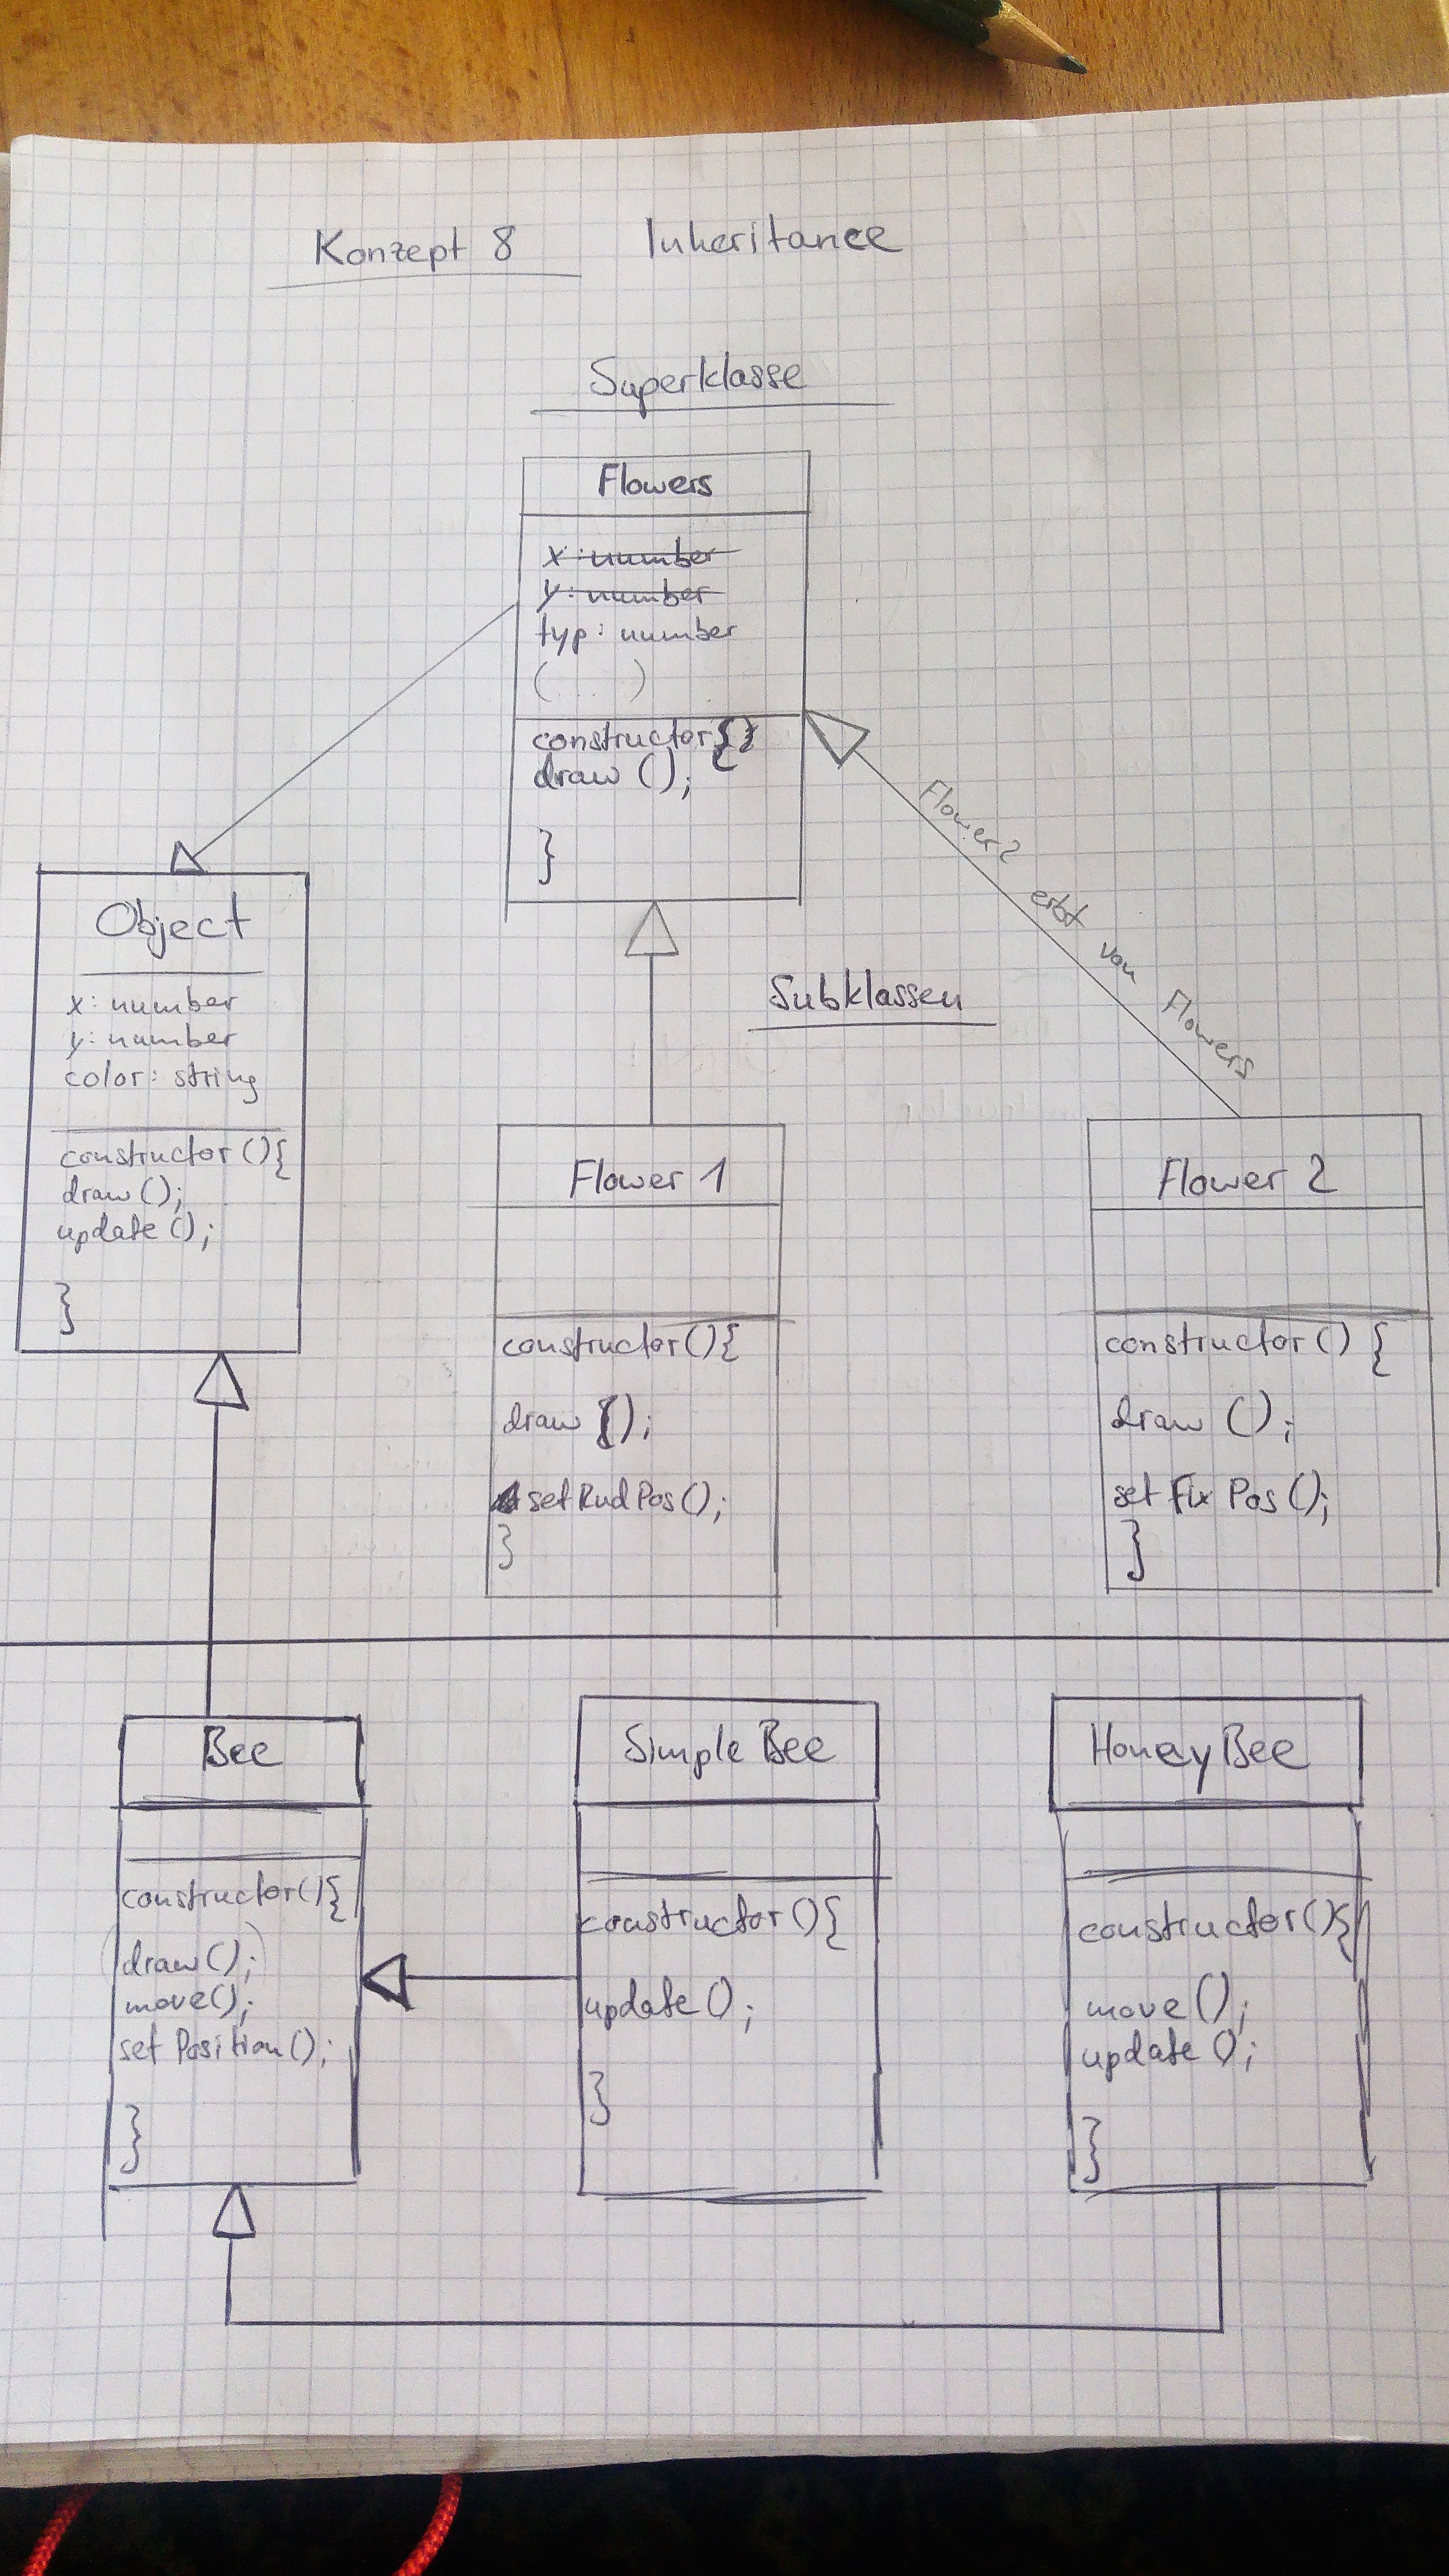 Konzept 8 Inheritance
Superklasse
Flowers
x: number
y: number
typ: number
(...)
constructor{}
draw();
}
Flower2 erbt von Flowers
Object
x: number
y: number
color: string
constructor(){
draw();
update();
}
Subklassen
Flower 1
constructor(){
draw();
setRndPos();
}
Flower 2
constructor() {
draw ();
set Fix Pos();
}
Bee
constructor(){
draw();
move();
set Position();
}
Simple Bee
constructor(){
update();
}
Honey Bee
constructor(){
move();
update();
}